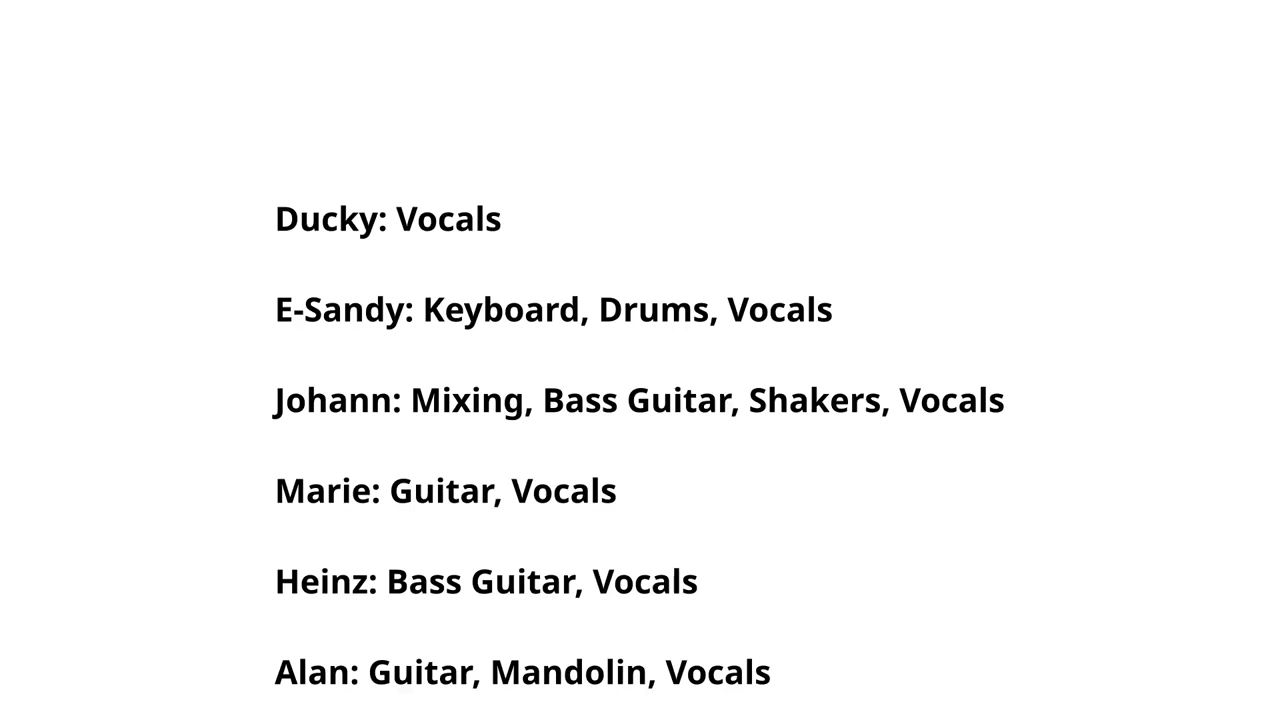 Ducky: Vocals
E-Sandy: Keyboard, Drums, Vocals
Johann: Mixing, Bass Guitar, Shakers, Vocals
Marie: Guitar, Vocals
Heinz: Bass Guitar, Vocals
Alan: Guitar, Mandolin, Vocals